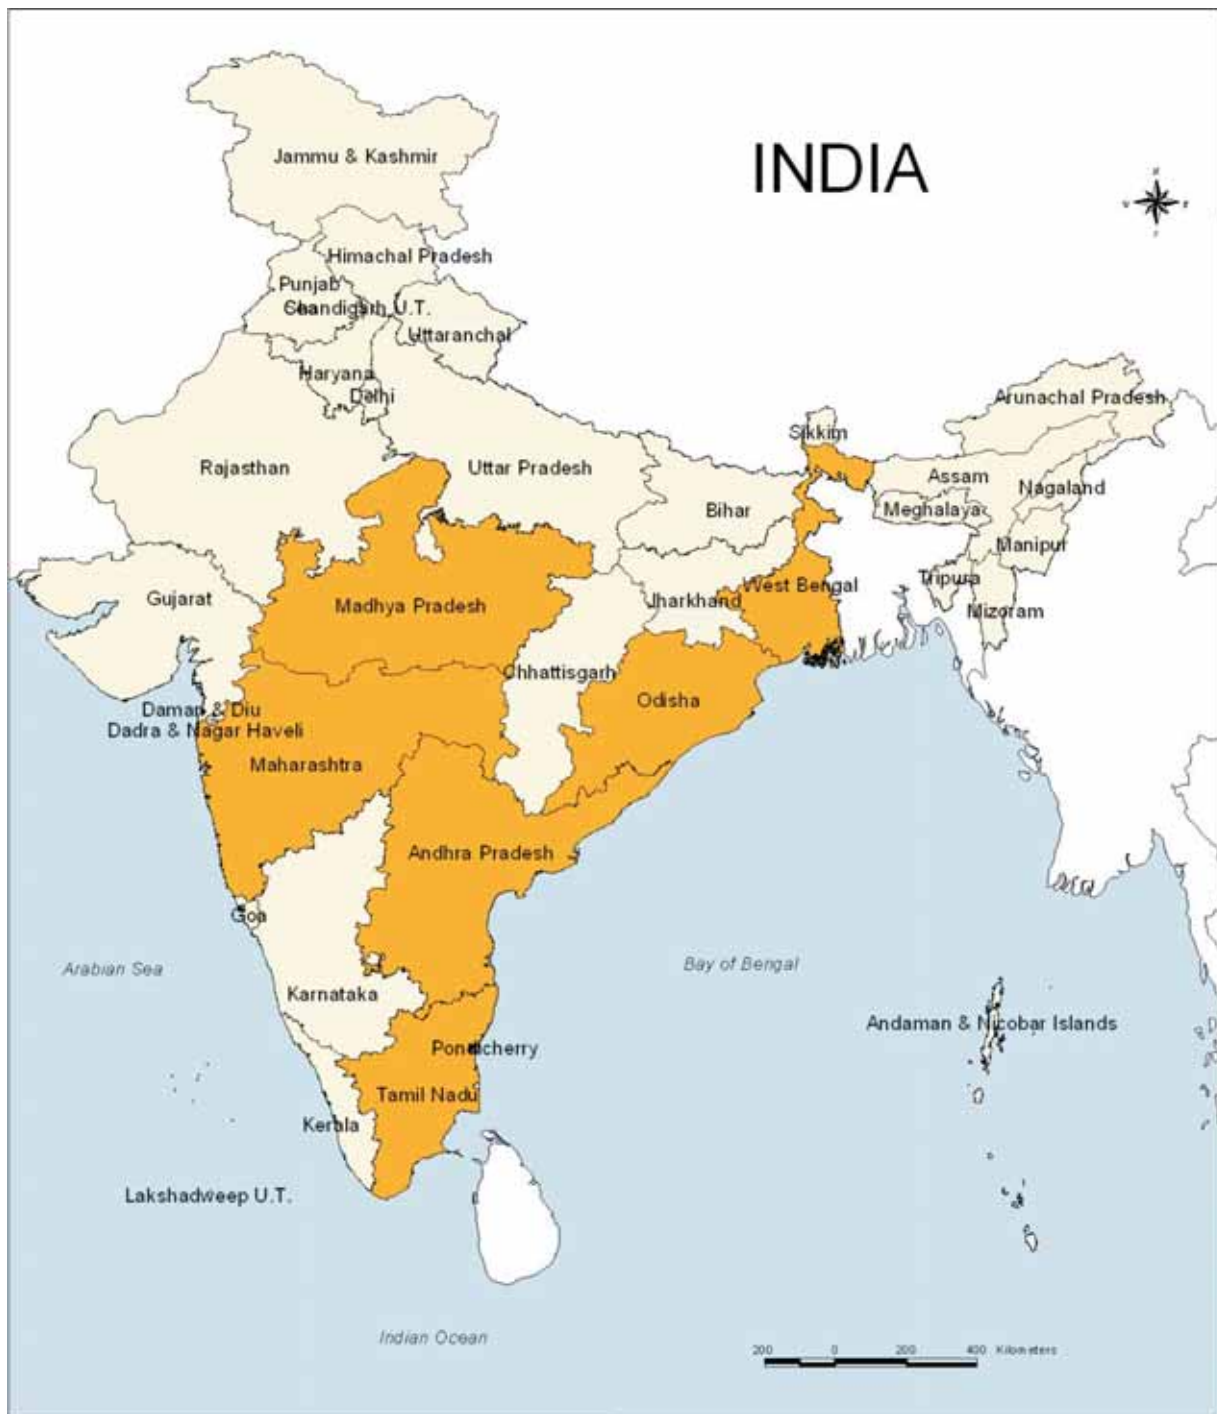 INDIA
Jammu & Kashmir
Himachal Pradesh
Punjab
Chandigarh U.T.
Uttaranchal
Haryana
Delhi
Arunachal Pradesh
Sikkim
Rajasthan
Uttar Pradesh
Assam
Nagaland
Bihar
Meghalaya
Manipur
Tripura
West Bengal
Gujarat
Madhya Pradesh
Jharkhand
Mizoram
Chhattisgarh
Odisha
Daman & Diu
Dadra & Nagar Haveli
Maharashtra
Andhra Pradesh
Goa
Arabian Sea
Bay of Bengal
Karnataka
Andaman & Nicobar Islands
Pondicherry
Tamil Nadu
Kerala
Lakshadweep U.T.
Indian Ocean
200 0 200 400 Kilometers